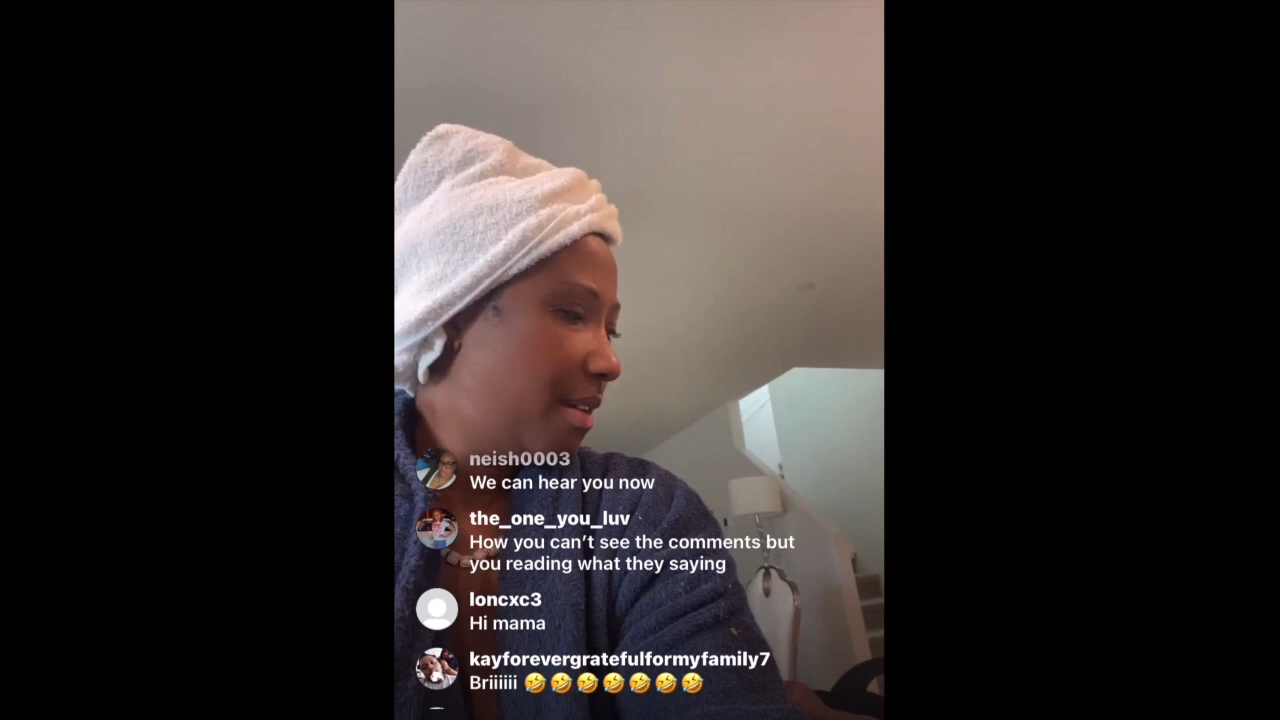 neish0003
We can hear you now
the_one_you_luv
How you can’t see the comments but
you reading what they saying
loncxc3
Hi mama
kayforevergratefulformyfamily7
Briiiiii 🤣🤣🤣🤣🤣🤣🤣